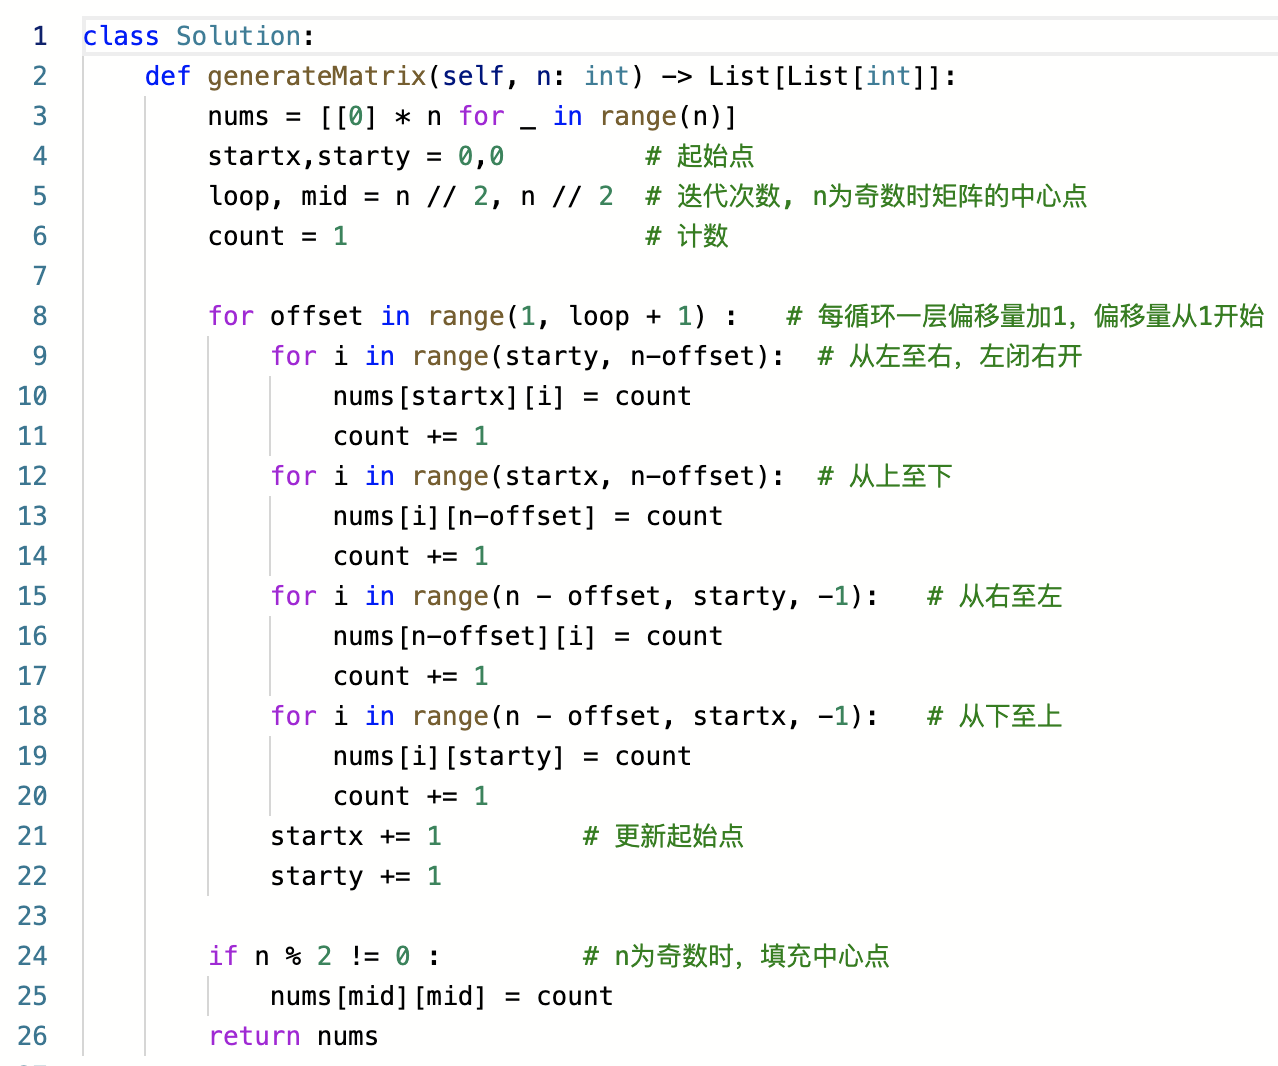 1 class Solution:
2     def generateMatrix(self, n: int) -> List[List[int]]:
3         nums = [[0] * n for _ in range(n)]
4         startx,starty = 0,0         # 起始点
5         loop, mid = n // 2, n // 2  # 迭代次数, n为奇数时矩阵的中心点
6         count = 1                   # 计数
7
8         for offset in range(1, loop + 1) :   # 每循环一层偏移量加1，偏移量从1开始
9             for i in range(starty, n-offset):  # 从左至右，左闭右开
10                 nums[startx][i] = count
11                 count += 1
12             for i in range(startx, n-offset):  # 从上至下
13                 nums[i][n-offset] = count
14                 count += 1
15             for i in range(n - offset, starty, -1):   # 从右至左
16                 nums[n-offset][i] = count
17                 count += 1
18             for i in range(n - offset, startx, -1):   # 从下至上
19                 nums[i][starty] = count
20                 count += 1
21             startx += 1         # 更新起始点
22             starty += 1
23
24         if n % 2 != 0 :         # n为奇数时，填充中心点
25             nums[mid][mid] = count
26         return nums